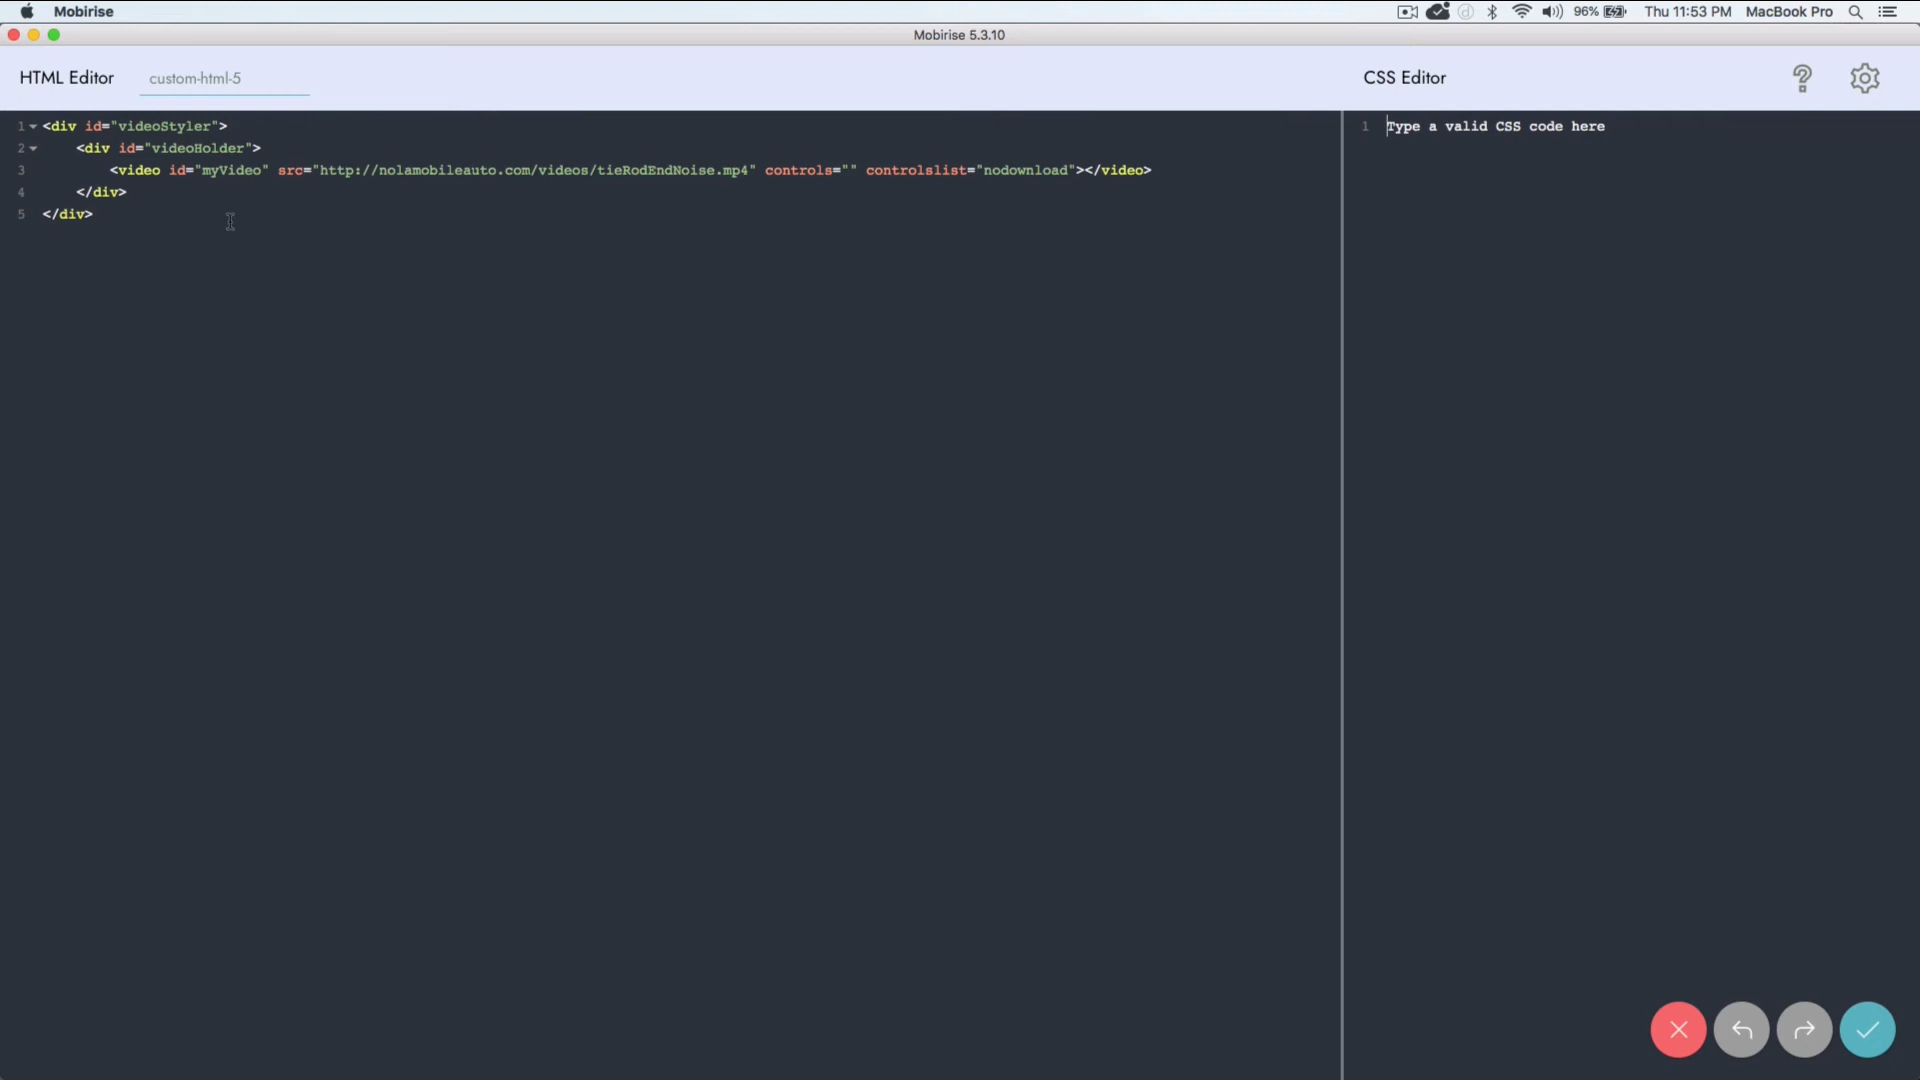 Mobirise
96%
Thu 11:53 PM
MacBook Pro
Mobirise 5.3.10
HTML Editor
custom-html-5
CSS Editor
1 <div id="videoStyler">
2 <div id="videoHolder">
3 <video id="myVideo" src="http://nolamobileauto.com/videos/tieRodEndNoise.mp4" controls="" controlslist="nodownload"></video>
4 </div>
5 </div>
1 Type a valid CSS code here